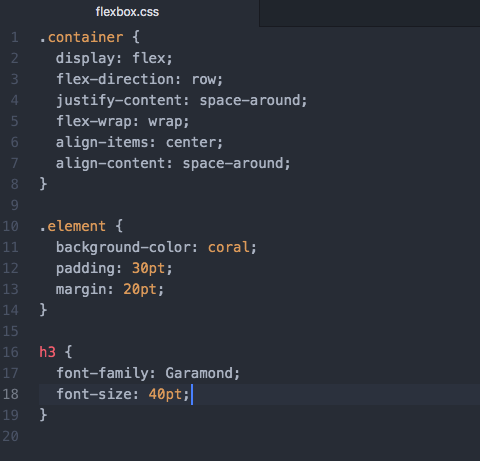 flexbox.css
1 .container {
2   display: flex;
3   flex-direction: row;
4   justify-content: space-around;
5   flex-wrap: wrap;
6   align-items: center;
7   align-content: space-around;
8 }
9
10 .element {
11   background-color: coral;
12   padding: 30pt;
13   margin: 20pt;
14 }
15
16 h3 {
17   font-family: Garamond;
18   font-size: 40pt;
19 }
20